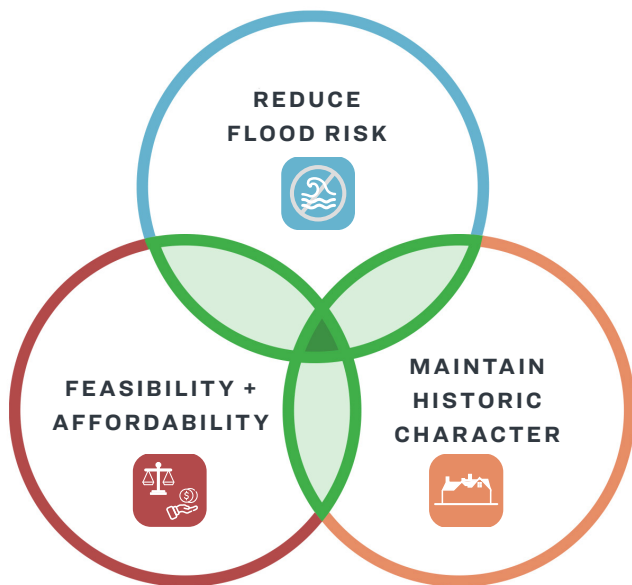 REDUCE
FLOOD RISK
FEASIBILITY +
AFFORDABILITY
$
MAINTAIN
HISTORIC
CHARACTER